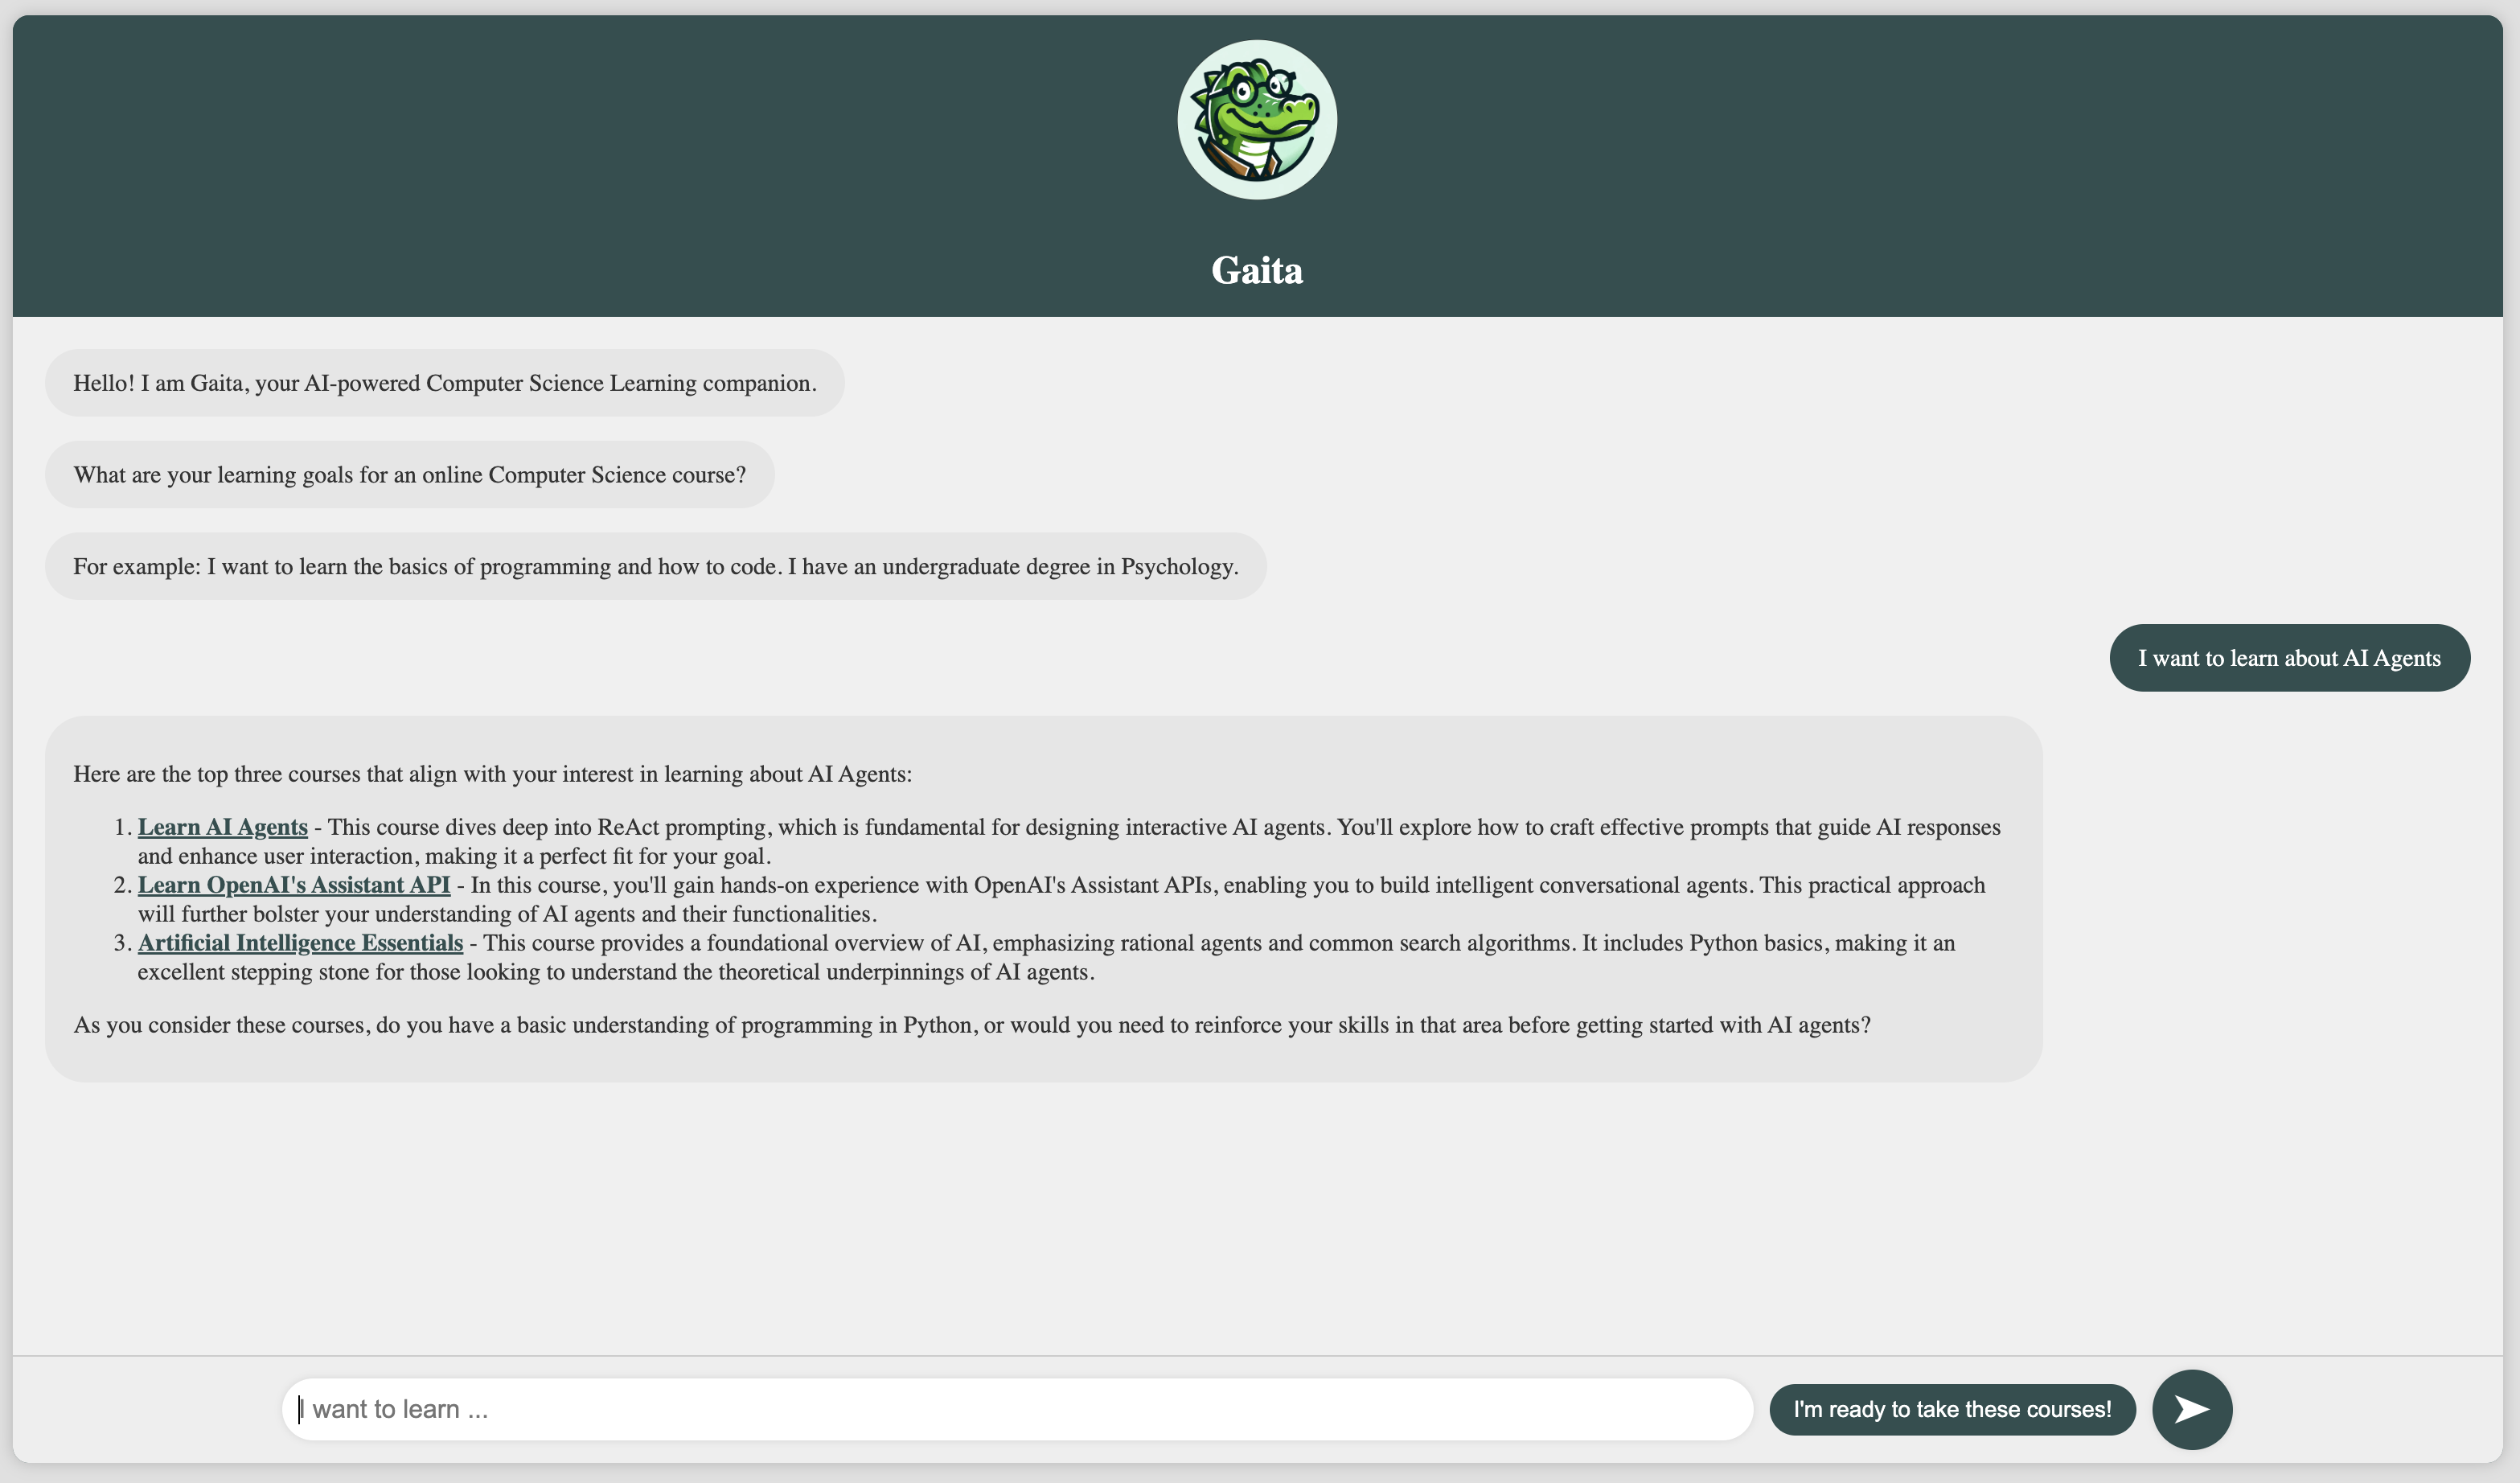 Gaita
Hello! I am Gaita, your AI-powered Computer Science Learning companion.
What are your learning goals for an online Computer Science course?
For example: I want to learn the basics of programming and how to code. I have an undergraduate degree in Psychology.
I want to learn about AI Agents
Here are the top three courses that align with your interest in learning about AI Agents:
1. Learn AI Agents - This course dives deep into ReAct prompting, which is fundamental for designing interactive AI agents. You'll explore how to craft effective prompts that guide AI responses
and enhance user interaction, making it a perfect fit for your goal.
2. Learn OpenAI's Assistant API - In this course, you'll gain hands-on experience with OpenAI's Assistant APIs, enabling you to build intelligent conversational agents. This practical approach
will further bolster your understanding of AI agents and their functionalities.
3. Artificial Intelligence Essentials - This course provides a foundational overview of AI, emphasizing rational agents and common search algorithms. It includes Python basics, making it an
excellent stepping stone for those looking to understand the theoretical underpinnings of AI agents.
As you consider these courses, do you have a basic understanding of programming in Python, or would you need to reinforce your skills in that area before getting started with AI agents?
I want to learn ...
I'm ready to take these courses!